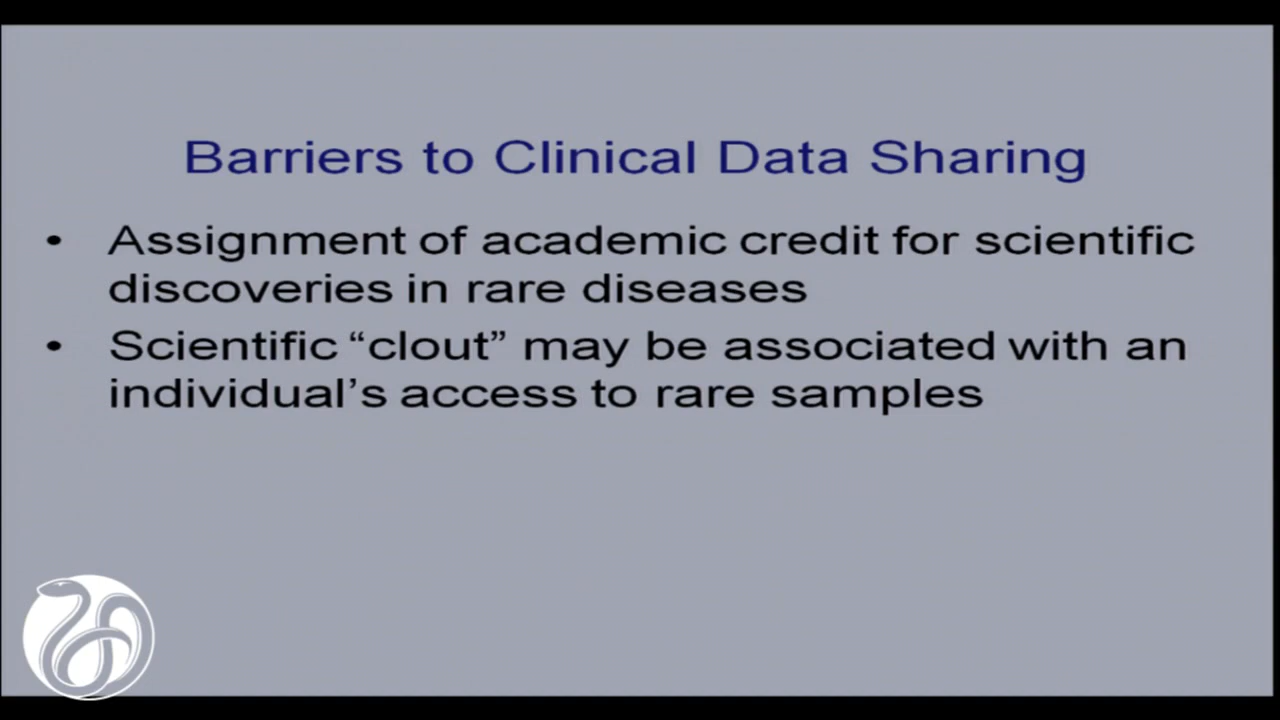 Barriers to Clinical Data Sharing
• Assignment of academic credit for scientific
discoveries in rare diseases
• Scientific “clout” may be associated with an
individual’s access to rare samples